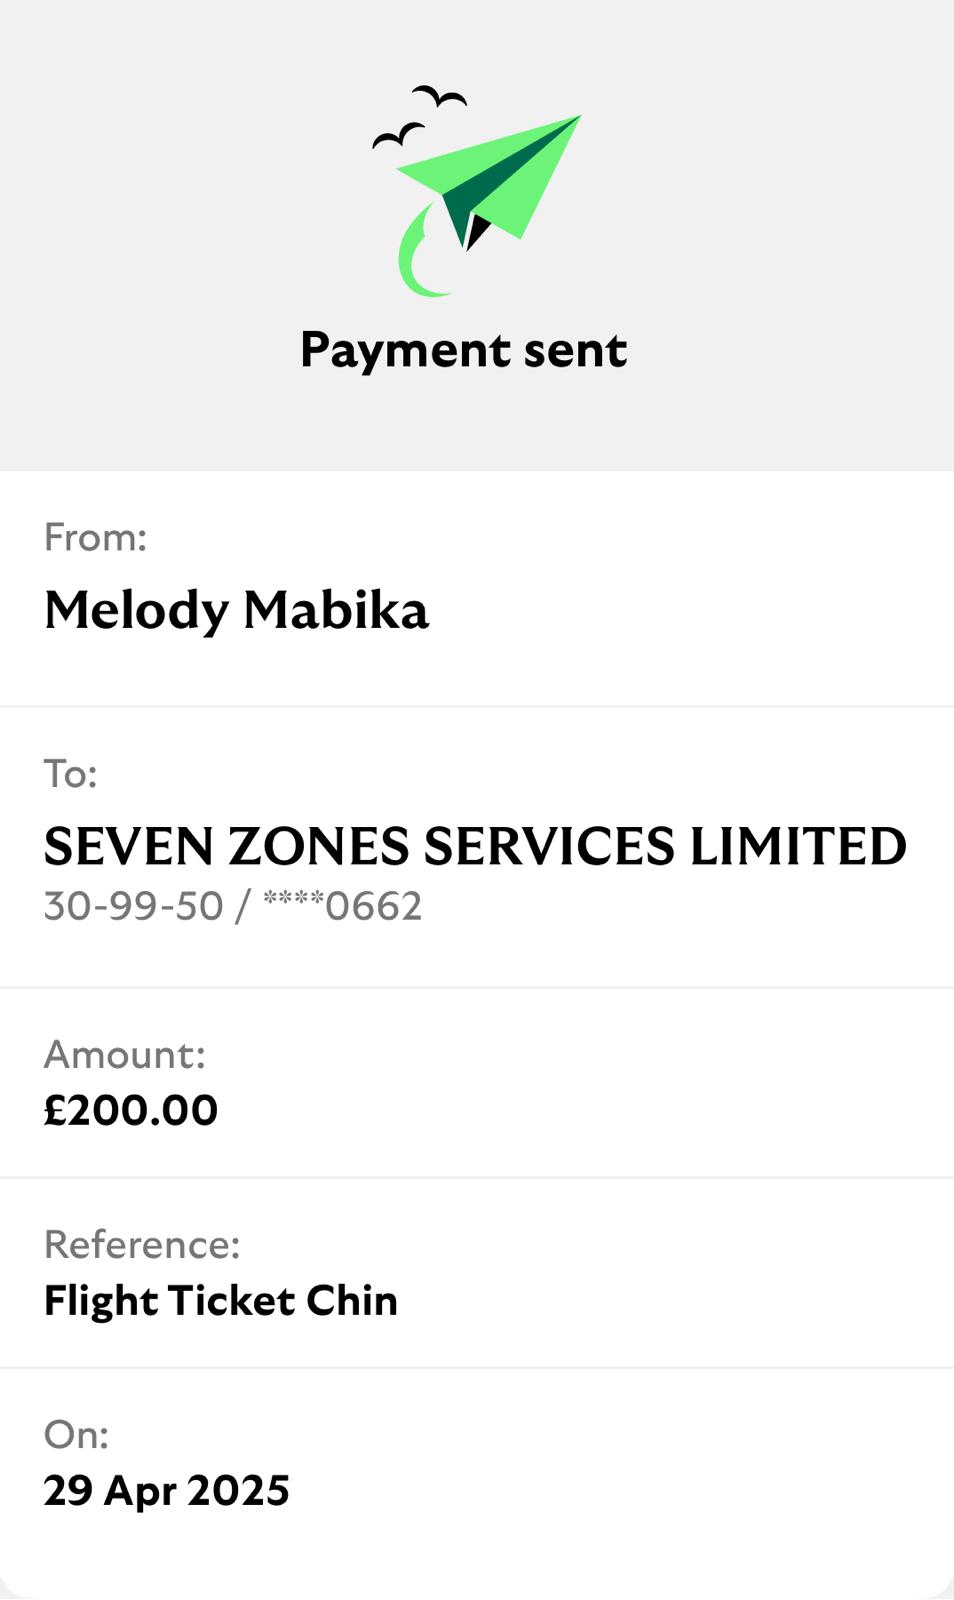 Payment sent
From:
Melody Mabika
To:
SEVEN ZONES SERVICES LIMITED
30-99-50 / ****0662
Amount:
£200.00
Reference:
Flight Ticket Chin
On:
29 Apr 2025